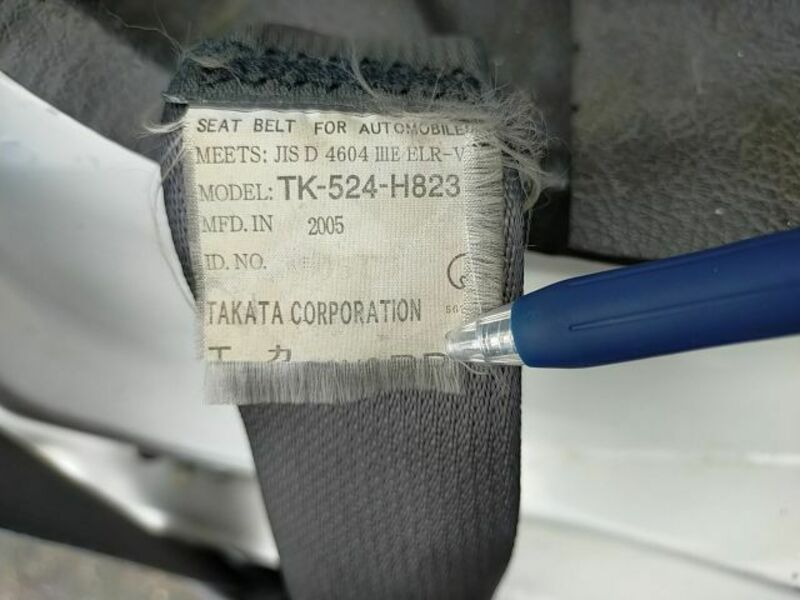 SEAT BELT FOR AUTOMOBILE
MEETS: JIS D 4604 IIIE ELR-V
MODEL: TK-524-H823
MFD. IN 2005
ID. NO.
TAKATA CORPORATION